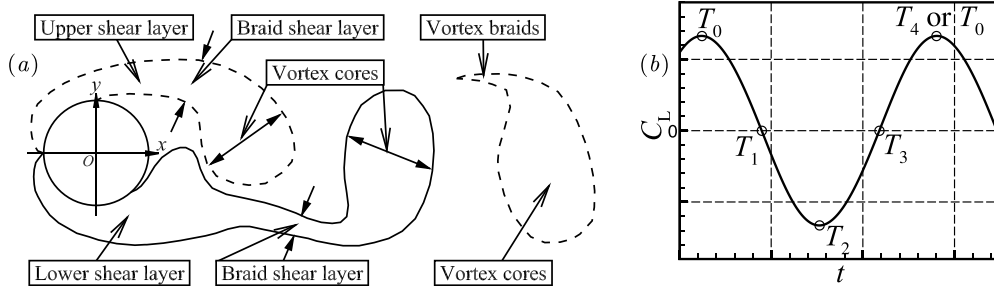 (a)
Upper shear layer
Braid shear layer
Vortex cores
Vortex braids
y
x
O
Lower shear layer
Braid shear layer
Vortex cores
(b)
T0
T4 or T0
CL
0
T1
T3
T2
t